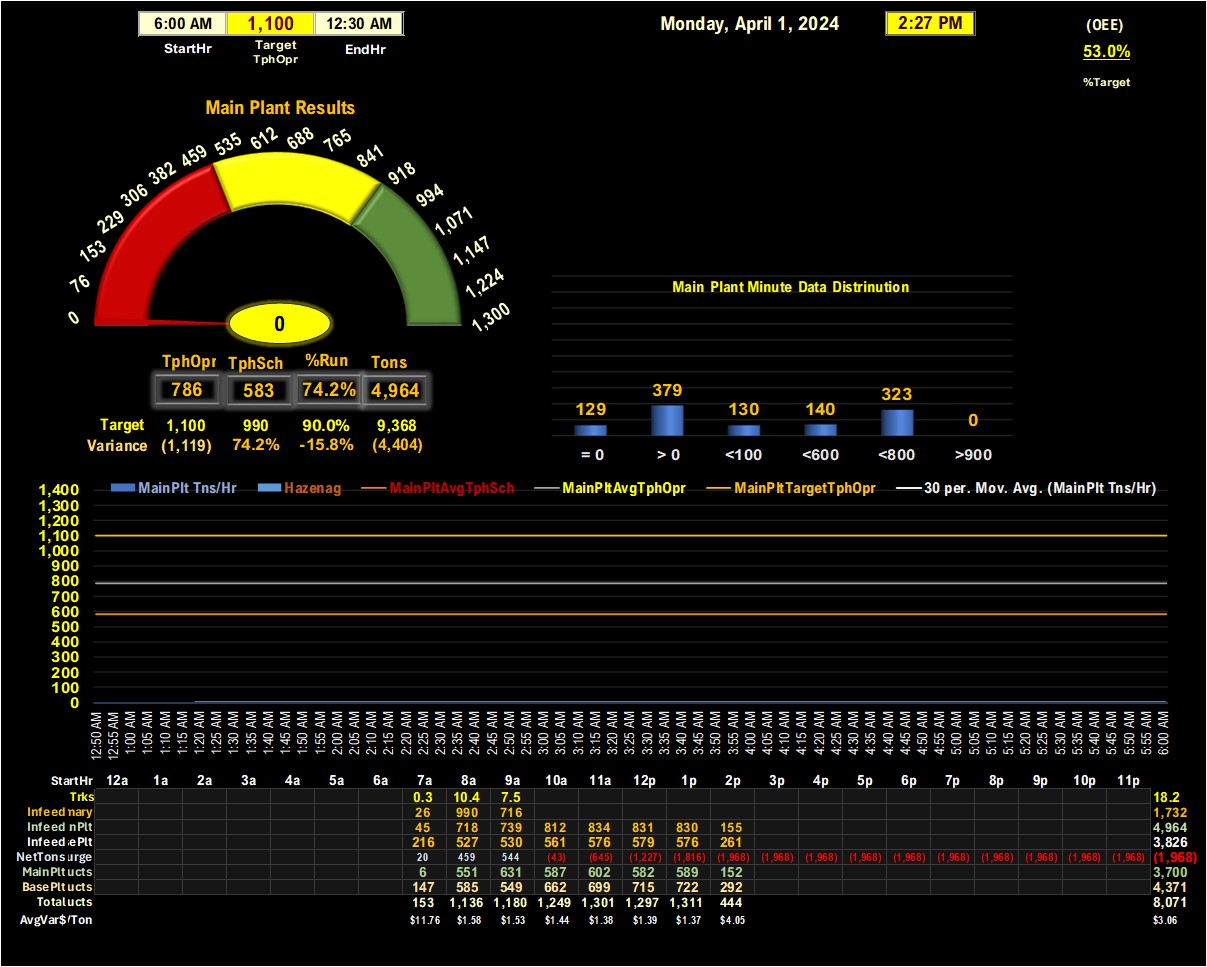 6:00 AM 1,100 12:30 AM Monday, April 1, 2024 2:27 PM (OEE)
StartHr Target TphOpr EndHr 53.0%
%Target
Main Plant Results
0 76 153 229 306 382 459 535 612 688 765 841 918 994 1,071 1,147 1,224 1,300
0
TphOpr TphSch %Run Tons
786 583 74.2% 4,964
Target 1,100 990 90.0% 9,368
Variance (1,119) 74.2% -15.8% (4,404)
Main Plant Minute Data Distrinution
129 379 130 140 323 0
= 0 > 0 <100 <600 <800 >900
MainPlt Tns/Hr Hazenag MainPltAvgTphSch MainPltAvgTphOpr MainPltTargetTphOpr 30 per. Mov. Avg. (MainPlt Tns/Hr)
1,400
1,300
1,200
1,100
1,000
900
800
700
600
500
400
300
200
100
0
12:50 AM 12:55 AM 1:00 AM 1:05 AM 1:10 AM 1:15 AM 1:20 AM 1:25 AM 1:30 AM 1:35 AM 1:40 AM 1:45 AM 1:50 AM 1:55 AM 2:00 AM 2:05 AM 2:10 AM 2:15 AM 2:20 AM 2:25 AM 2:30 AM 2:35 AM 2:40 AM 2:45 AM 2:50 AM 2:55 AM 3:00 AM 3:05 AM 3:10 AM 3:15 AM 3:20 AM 3:25 AM 3:30 AM 3:35 AM 3:40 AM 3:45 AM 3:50 AM 3:55 AM 4:00 AM 4:05 AM 4:10 AM 4:15 AM 4:20 AM 4:25 AM 4:30 AM 4:35 AM 4:40 AM 4:45 AM 4:50 AM 4:55 AM 5:00 AM 5:05 AM 5:10 AM 5:15 AM 5:20 AM 5:25 AM 5:30 AM 5:35 AM 5:40 AM 5:45 AM 5:50 AM 5:55 AM 6:00 AM
StartHr 12a 1a 2a 3a 4a 5a 6a 7a 8a 9a 10a 11a 12p 1p 2p 3p 4p 5p 6p 7p 8p 9p 10p 11p
Trks 0.3 10.4 7.5 18.2
Infeed mary 26 990 716 1,732
Infeed nPlt 45 718 739 812 834 831 830 155 4,964
Infeed ePlt 216 527 530 561 576 579 576 261 3,826
NetTons urge 20 459 544 (43) (645) (1,227) (1,816) (1,968) (1,968) (1,968) (1,968) (1,968) (1,968) (1,968) (1,968) (1,968) (1,968) (1,968)
MainPlt ucts 6 551 631 587 602 582 589 152 3,700
BasePlt ucts 147 585 549 662 699 715 722 292 4,371
Total ucts 153 1,136 1,180 1,249 1,301 1,297 1,311 444 8,071
AvgVar$/Ton $11.76 $1.58 $1.53 $1.44 $1.38 $1.39 $1.37 $4.05 $3.06